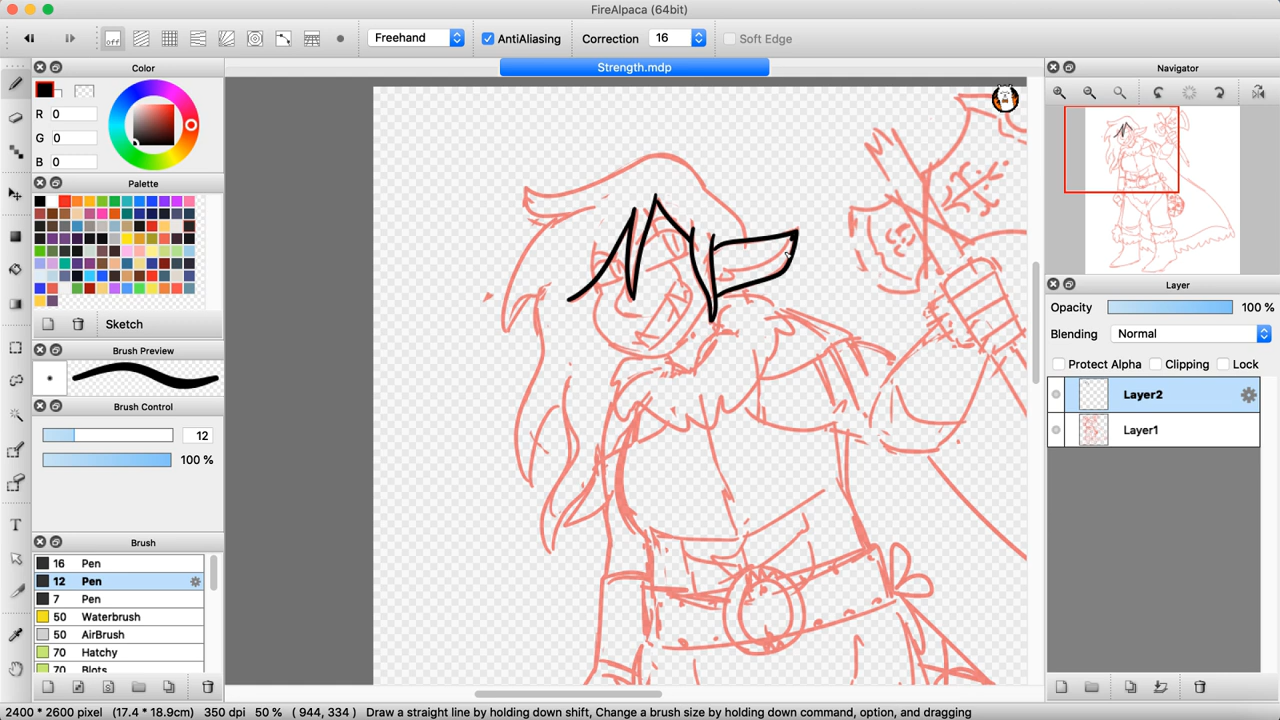 FireAlpaca (64bit)
off
Freehand
AntiAliasing
Correction
16
Soft Edge
Color
Strength.mdp
Navigator
R 0
G 0
B 0
Palette
Sketch
Brush Preview
Brush Control
12
100 %
Brush
16 Pen
12 Pen
7 Pen
50 Waterbrush
50 AirBrush
70 Hatchy
70 Blots
Layer
Opacity 100 %
Blending Normal
Protect Alpha Clipping Lock
Layer2
Layer1
T
2400 * 2600 pixel (17.4 * 18.9cm) 350 dpi 50 % ( 944, 334 ) Draw a straight line by holding down shift, Change a brush size by holding down command, option, and dragging